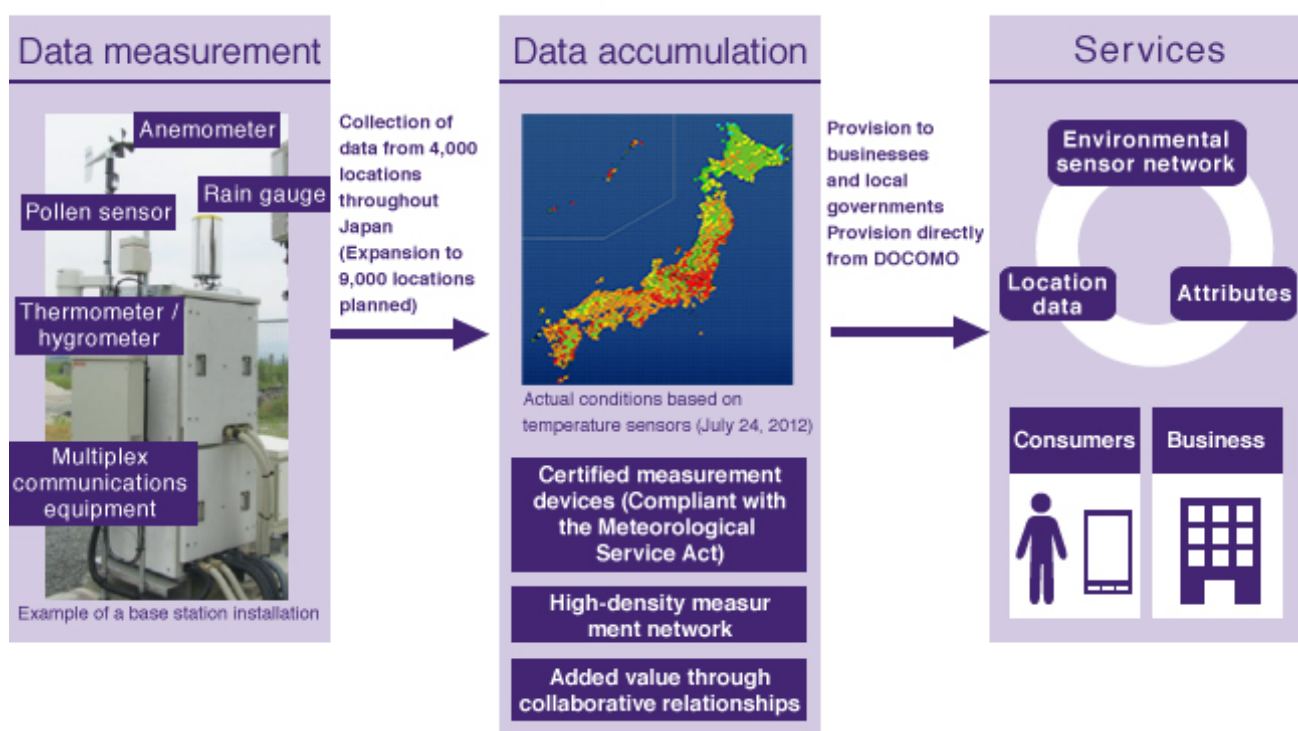 Data measurement
Anemometer
Rain gauge
Pollen sensor
Thermometer /
hygrometer
Multiplex
communications
equipment
Example of a base station installation
Collection of
data from 4,000
locations
throughout
Japan
(Expansion to
9,000 locations
planned)
Data accumulation
Actual conditions based on
temperature sensors (July 24, 2012)
Certified measurement
devices (Compliant with
the Meteorological
Service Act)
High-density measur
ment network
Added value through
collaborative relationships
Provision to
businesses
and local
governments
Provision directly
from DOCOMO
Services
Environmental
sensor network
Location
data
Attributes
Consumers
Business